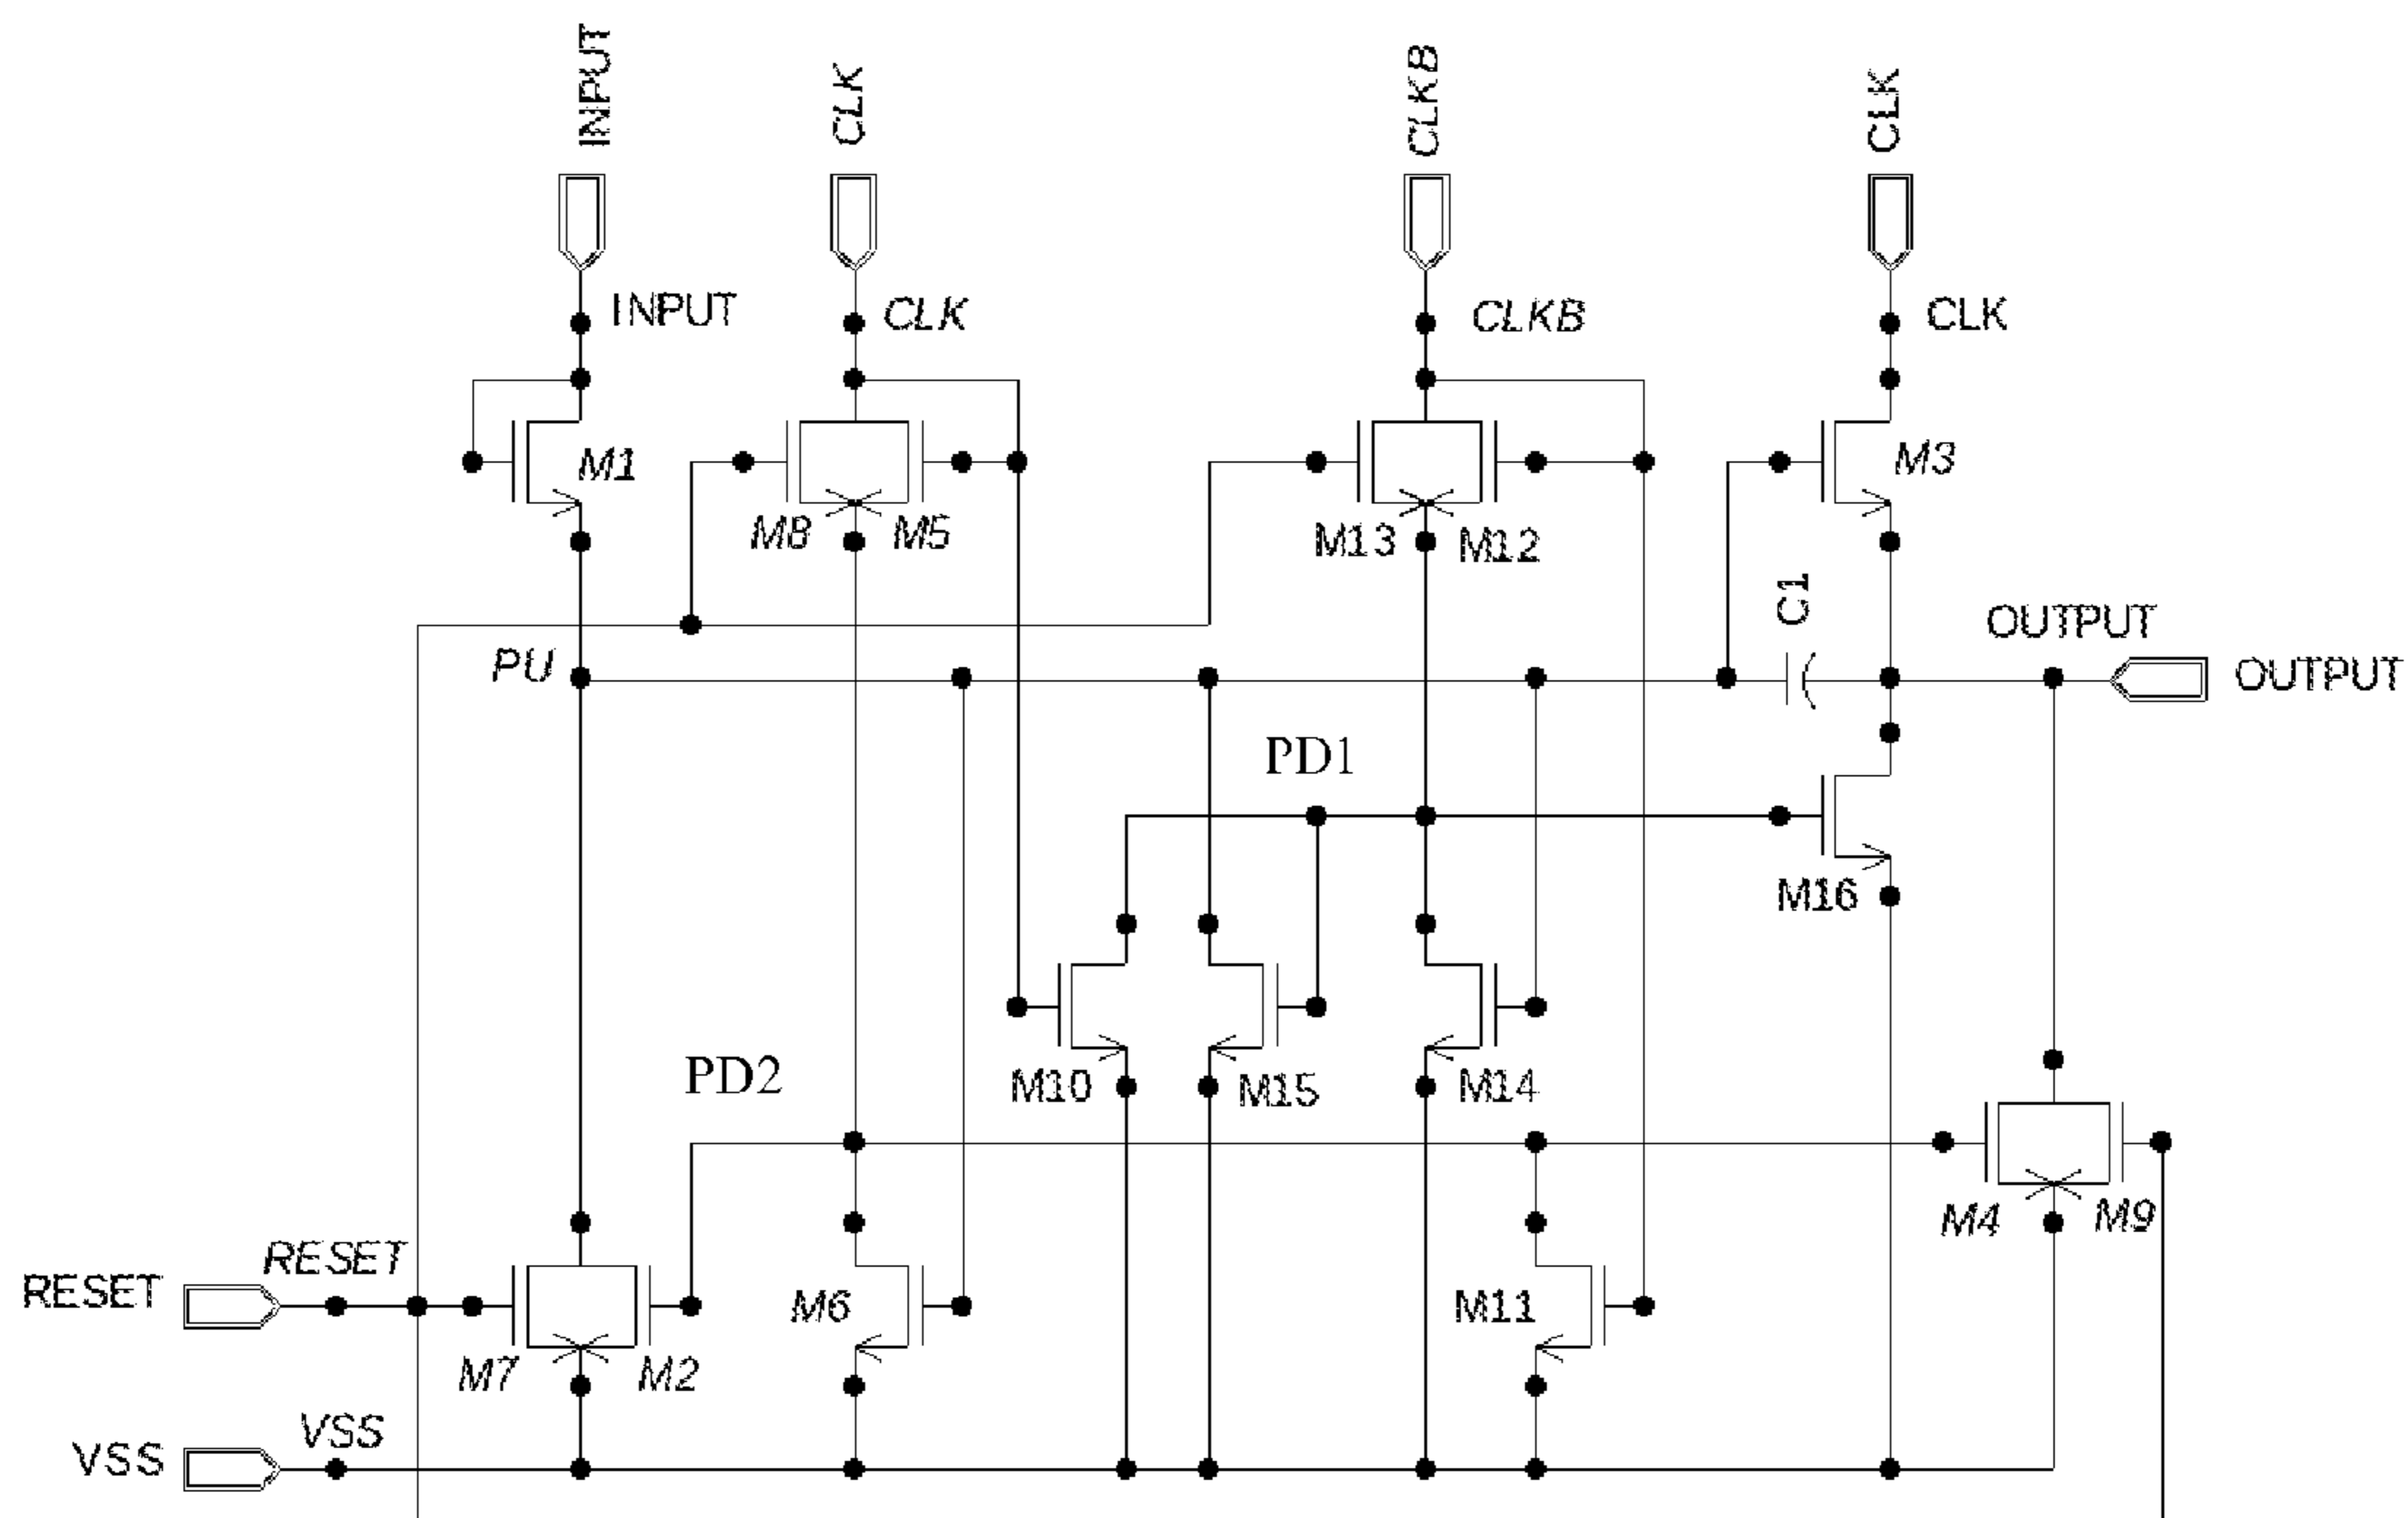 INPUT
CLK
CLKB
CLK
INPUT
CLK
CLKB
CLK
M1
M8
M5
M13
M12
M3
C1
OUTPUT
OUTPUT
PU
PD1
M16
PD2
M10
M15
M14
M4
M9
RESET
RESET
M6
M11
M7
M2
VSS
VSS